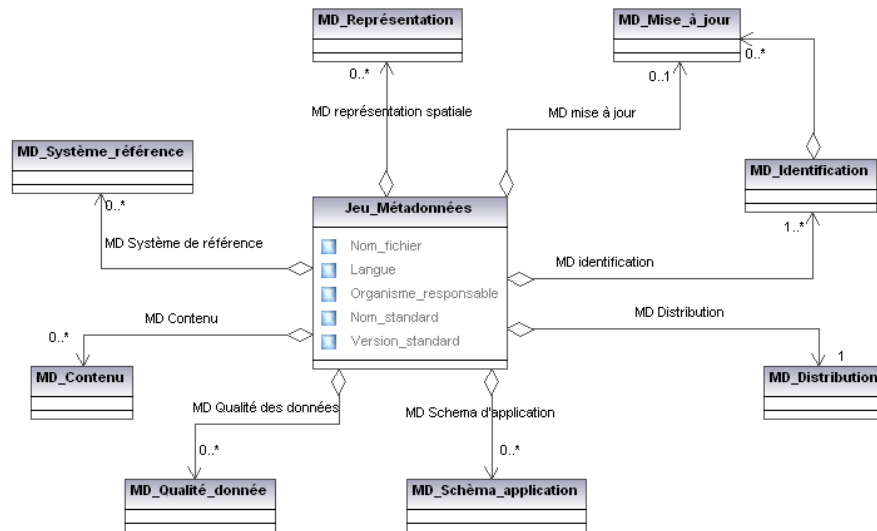 MD_Représentation
MD_Mise_à_jour
0..*
0..1
0..*
MD représentation spatiale
MD mise à jour
MD_Système_référence
MD_Identification
0..*
Jeu_Métadonnées
1..*
MD Système de référence
Nom_fichier
MD identification
Langue
Organisme_responsable
MD Contenu
Nom_standard
MD Distribution
0..*
Version_standard
1
MD_Contenu
MD_Distribution
MD Qualité des données
MD Schema d'application
0..*
0..*
MD_Qualité_donnée
MD_Schèma_application